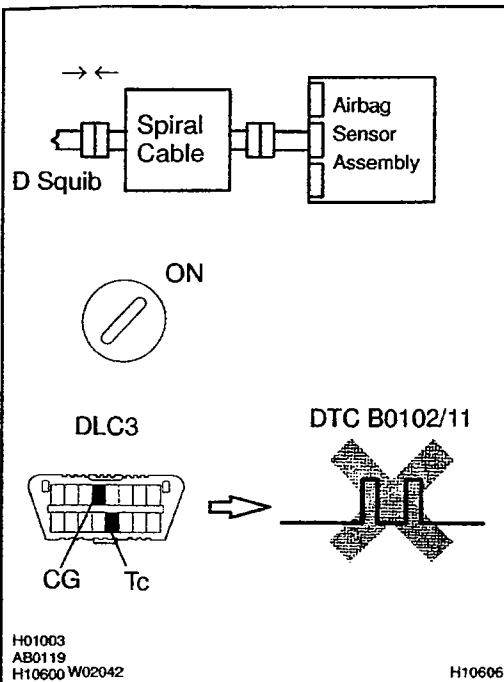 Airbag
Sensor
Assembly
Spiral
Cable
D Squib
ON
DLC3
DTC B0102/11
CG
Tc
H01003
AB0119
H10600 W02042
H10606